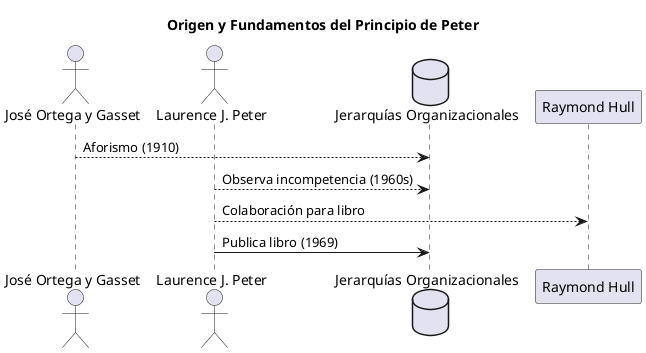 Origen y Fundamentos del Principio de Peter
José Ortega y Gasset
Laurence J. Peter
Jerarquías Organizacionales
Raymond Hull
Aforismo (1910)
Observa incompetencia (1960s)
Colaboración para libro
Publica libro (1969)
José Ortega y Gasset
Laurence J. Peter
Jerarquías Organizacionales
Raymond Hull